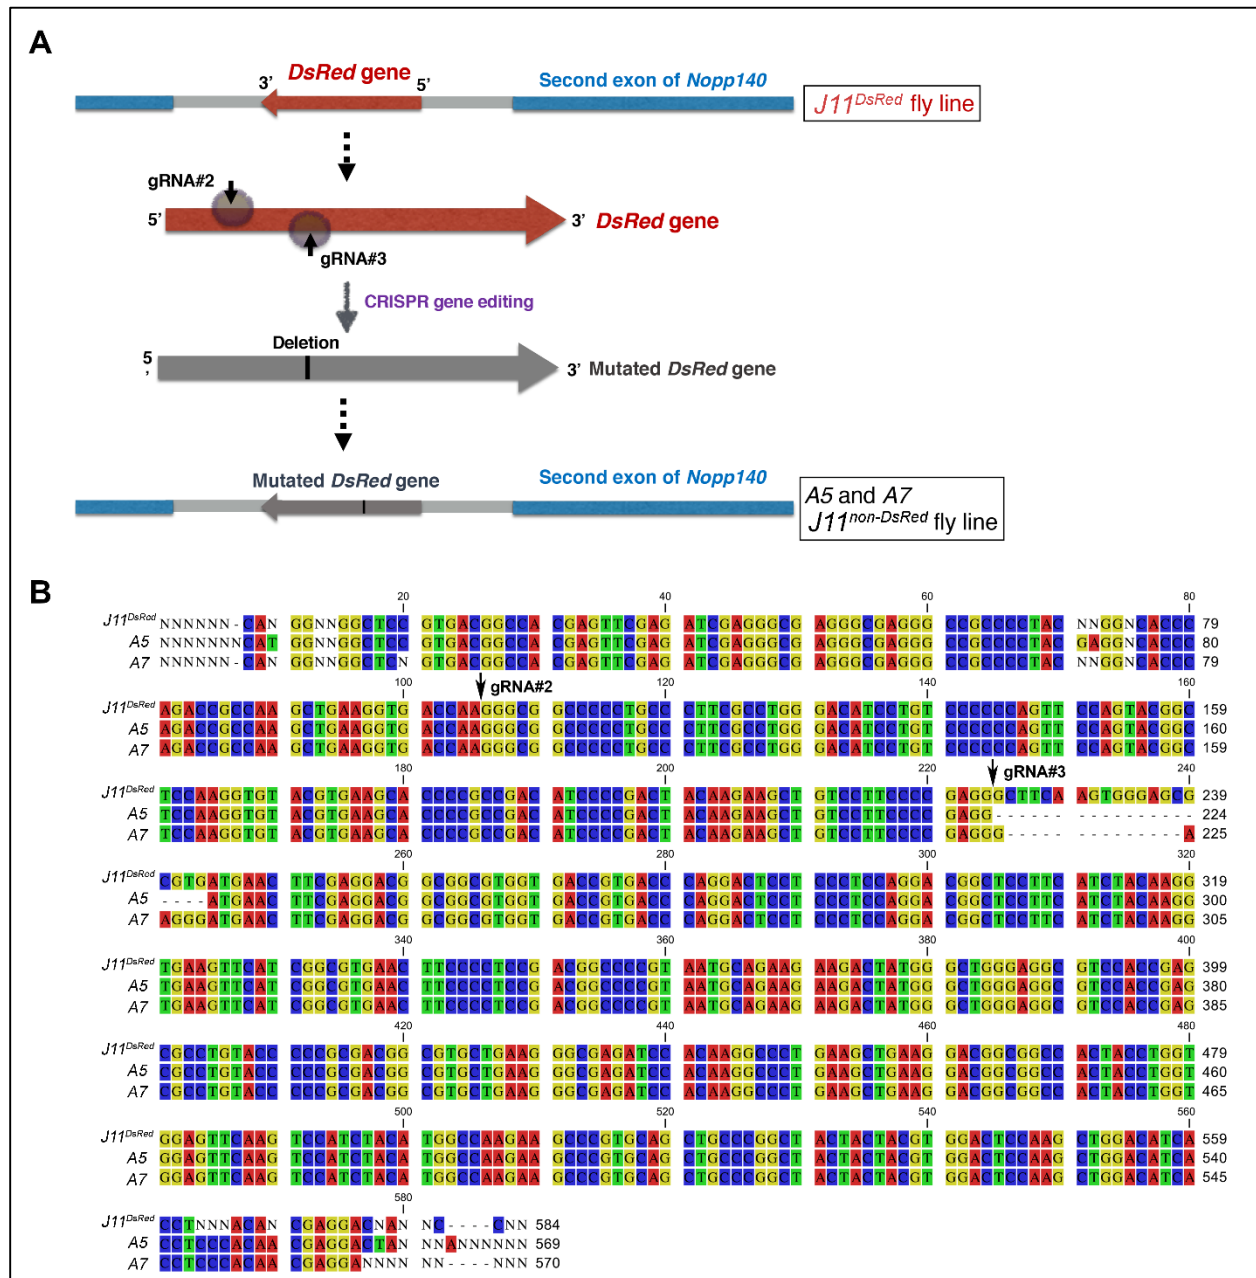 A
3’ DsRed gene 5’ Second exon of Nopp140
J11DsRed fly line
gRNA#2
5’ 3’ DsRed gene
gRNA#3
CRISPR gene editing
Deletion
5’ 3’ Mutated DsRed gene
Mutated DsRed gene Second exon of Nopp140
A5 and A7
J11non-DsRed fly line
B
20 40 60 80
J11DsRed NNNNNN-CAN GGNNGGCTCC GTGACGGCCA CGAGTTCGAG ATCGAGGGCG AGGGCGAGGG CCGCCCCTAC NNGGNCACCC 79
A5 NNNNNNNCAT GGNNGGCTCC GTGACGGCCA CGAGTTCGAG ATCGAGGGCG AGGGCGAGGG CCGCCCCTAC GAGGNCACCC 80
A7 NNNNNN-CAN GGNNGGCTCN GTGACGGCCA CGAGTTCGAG ATCGAGGGCG AGGGCGAGGG CCGCCCCTAC NNGGNCACCC 79
100 gRNA#2 120 140 160
J11DsRed AGACCGCCAA GCTGAAGGTG ACCAAGGGCG GCCCCCTGCC CTTCGCCTGG GACATCCTGT CCCCCCAGTT CCAGTACGGC 159
A5 AGACCGCCAA GCTGAAGGTG ACCAAGGGCG GCCCCCTGCC CTTCGCCTGG GACATCCTGT CCCCCCAGTT CCAGTACGGC 160
A7 AGACCGCCAA GCTGAAGGTG ACCAAGGGCG GCCCCCTGCC CTTCGCCTGG GACATCCTGT CCCCCCAGTT CCAGTACGGC 159
180 200 220 gRNA#3 240
J11DsRed TCCAAGGTGT ACGTGAAGCA CCCCGCCGAC ATCCCCGACT ACAAGAAGCT GTCCTTCCCC GAGGGCTTCA AGTGGGAGCG 239
A5 TCCAAGGTGT ACGTGAAGCA CCCCGCCGAC ATCCCCGACT ACAAGAAGCT GTCCTTCCCC GAGG------ ---------- 224
A7 TCCAAGGTGT ACGTGAAGCA CCCCGCCGAC ATCCCCGACT ACAAGAAGCT GTCCTTCCCC GAGGG----- ---------A 225
260 280 300 320
J11DsRed CGTGATGAAC TTCGAGGACG GCGGCGTGGT GACCGTGACC CAGGACTCCT CCCTCCAGGA CGGCTCCTTC ATCTACAAGG 319
A5 ----ATGAAC TTCGAGGACG GCGGCGTGGT GACCGTGACC CAGGACTCCT CCCTCCAGGA CGGCTCCTTC ATCTACAAGG 300
A7 AGGGATGAAC TTCGAGGACG GCGGCGTGGT GACCGTGACC CAGGACTCCT CCCTCCAGGA CGGCTCCTTC ATCTACAAGG 305
340 360 380 400
J11DsRed TGAAGTTCAT CGGCGTGAAC TTCCCCTCCG ACGGCCCCGT AATGCAGAAG AAGACTATGG GCTGGGAGGC GTCCACCGAG 399
A5 TGAAGTTCAT CGGCGTGAAC TTCCCCTCCG ACGGCCCCGT AATGCAGAAG AAGACTATGG GCTGGGAGGC GTCCACCGAG 380
A7 TGAAGTTCAT CGGCGTGAAC TTCCCCTCCG ACGGCCCCGT AATGCAGAAG AAGACTATGG GCTGGGAGGC GTCCACCGAG 385
420 440 460 480
J11DsRed CGCCTGTACC CCCGCGACGG CGTGCTGAAG GGCGAGATCC ACAAGGCCCT GAAGCTGAAG GACGGCGGCC ACTACCTGGT 479
A5 CGCCTGTACC CCCGCGACGG CGTGCTGAAG GGCGAGATCC ACAAGGCCCT GAAGCTGAAG GACGGCGGCC ACTACCTGGT 460
A7 CGCCTGTACC CCCGCGACGG CGTGCTGAAG GGCGAGATCC ACAAGGCCCT GAAGCTGAAG GACGGCGGCC ACTACCTGGT 465
500 520 540 560
J11DsRed GGAGTTCAAG TCCATCTACA TGGCCAAGAA GCCCGTGCAG CTGCCCGGCT ACTACTACGT GGACTCCAAG CTGGACATCA 559
A5 GGAGTTCAAG TCCATCTACA TGGCCAAGAA GCCCGTGCAG CTGCCCGGCT ACTACTACGT GGACTCCAAG CTGGACATCA 540
A7 GGAGTTCAAG TCCATCTACA TGGCCAAGAA GCCCGTGCAG CTGCCCGGCT ACTACTACGT GGACTCCAAG CTGGACATCA 545
580
J11DsRed CCTNNNACAN CGAGGACNAN NC----CNN 584
A5 CCTCCCACAA CGAGGACTAN NNANNNNNN 569
A7 CCTCCCACAA CGAGGANNNN NN----NNN 570